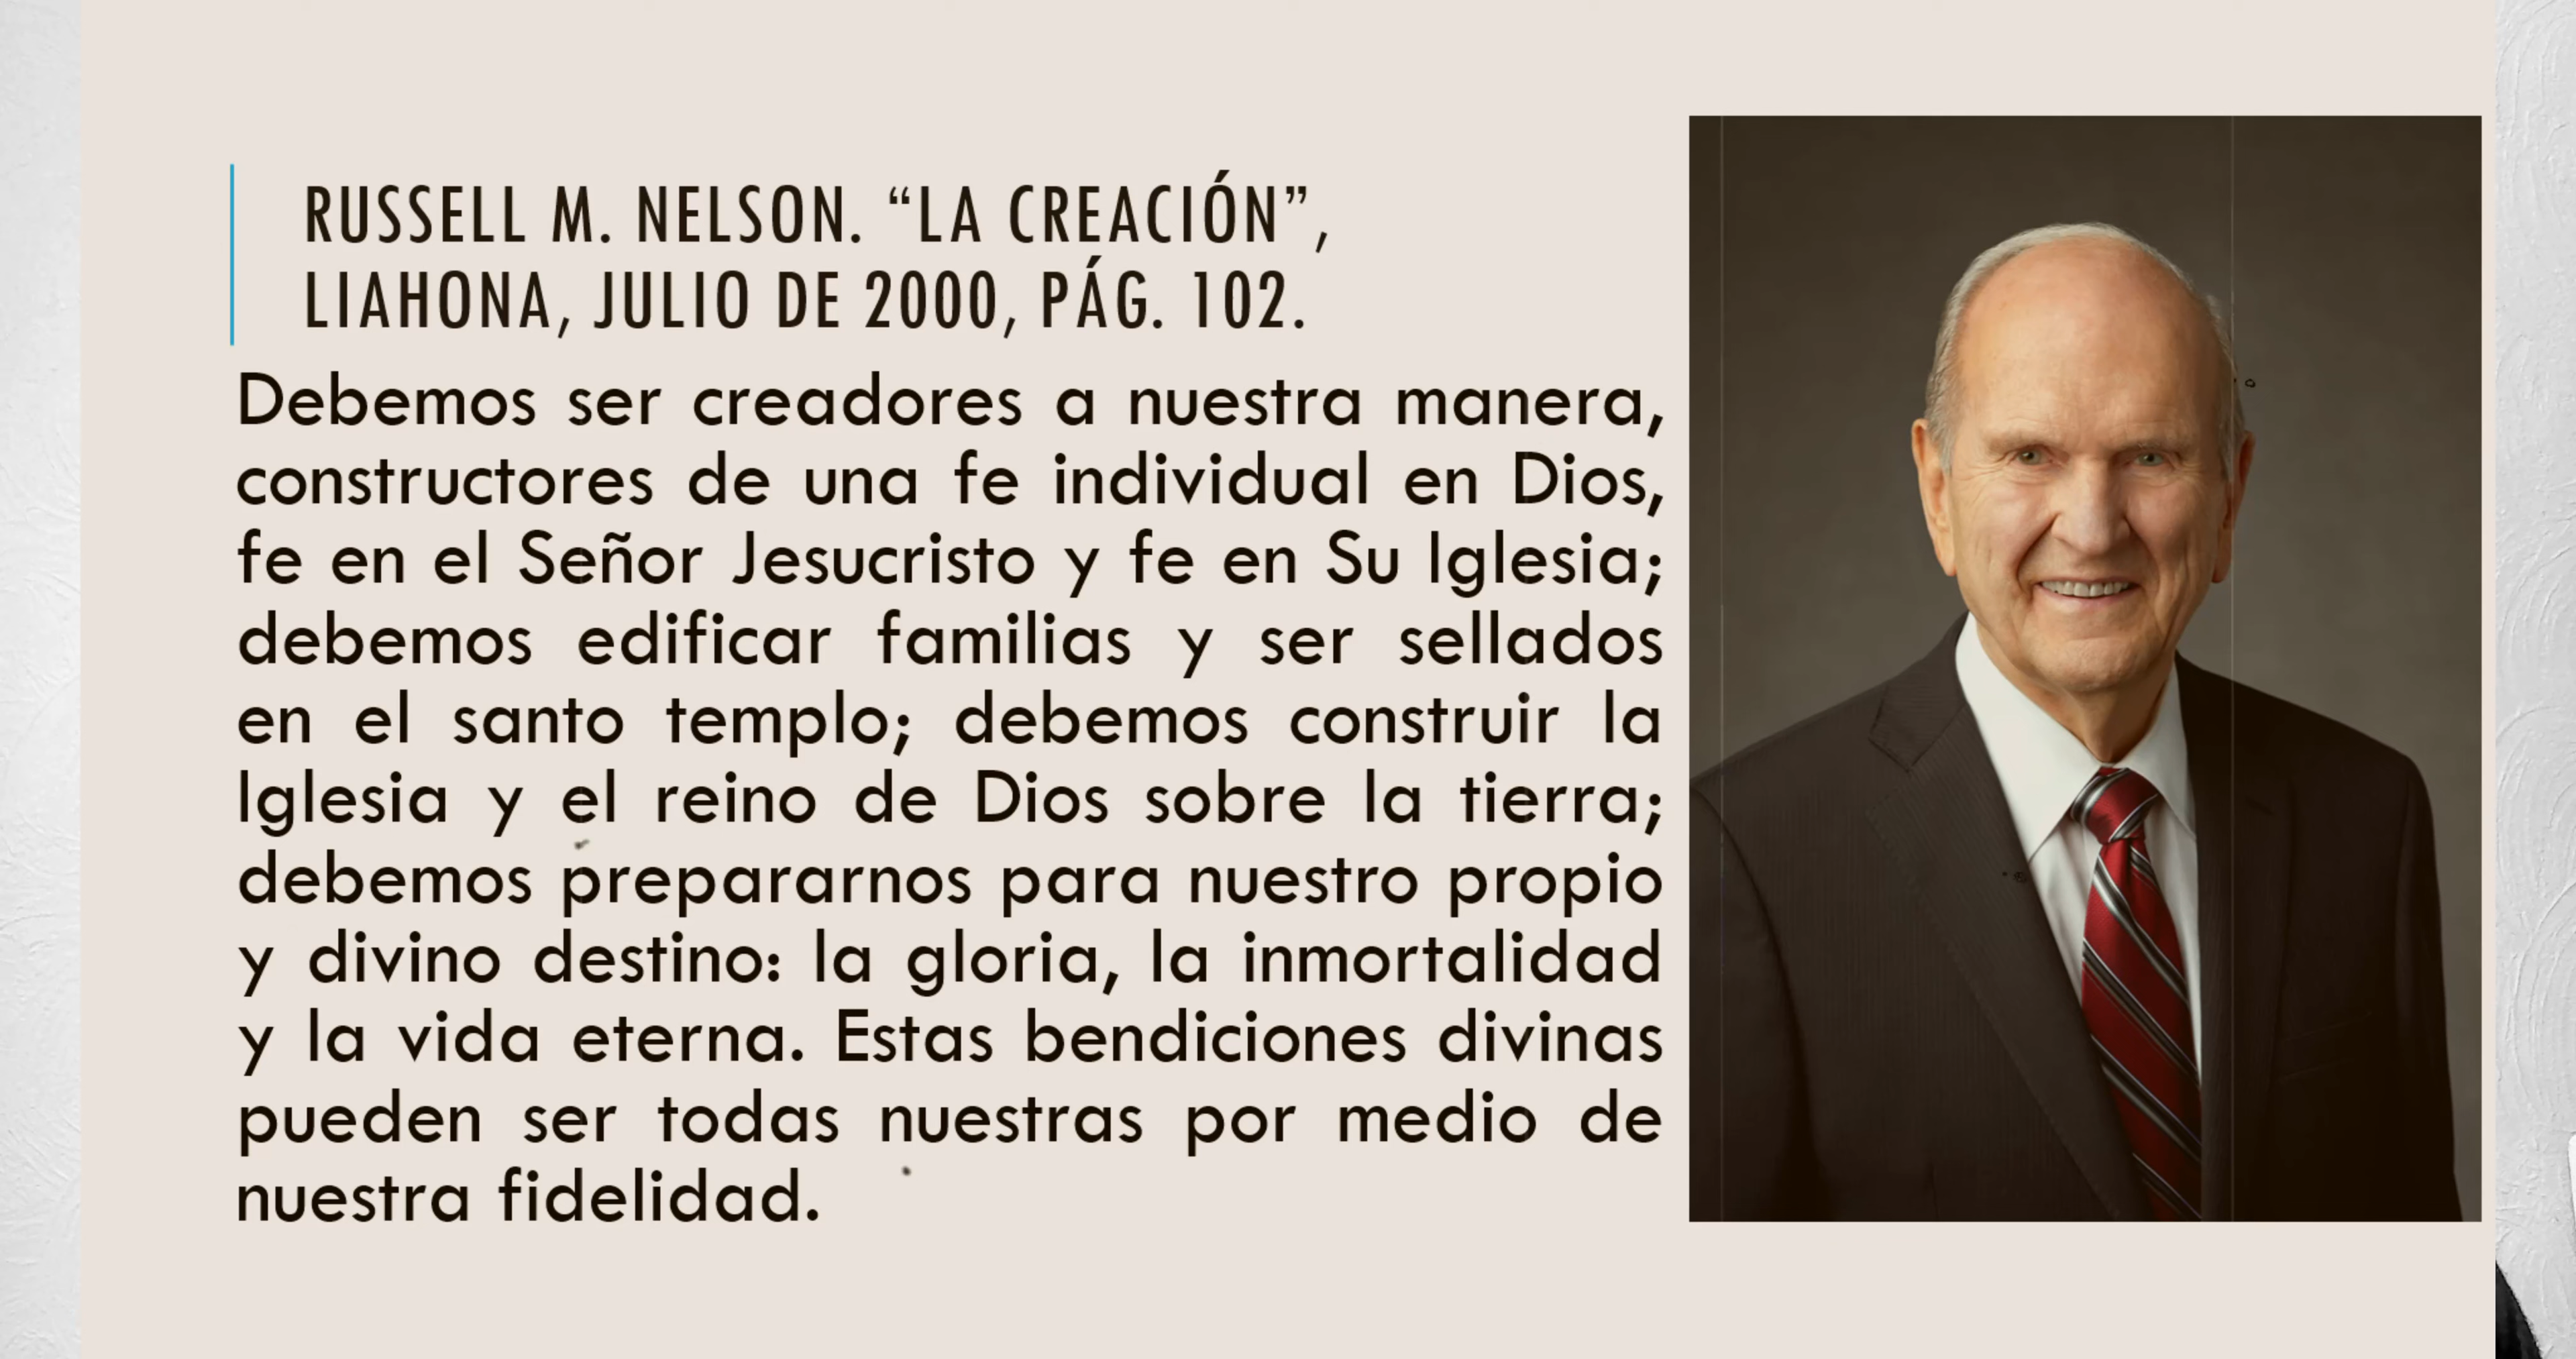 RUSSELL M. NELSON. “LA CREACIÓN”,
LIAHONA, JULIO DE 2000, PÁG. 102.
Debemos ser creadores a nuestra manera,
constructores de una fe individual en Dios,
fe en el Señor Jesucristo y fe en Su Iglesia;
debemos edificar familias y ser sellados
en el santo templo; debemos construir la
Iglesia y el reino de Dios sobre la tierra;
debemos prepararnos para nuestro propio
y divino destino: la gloria, la inmortalidad
y la vida eterna. Estas bendiciones divinas
pueden ser todas nuestras por medio de
nuestra fidelidad.